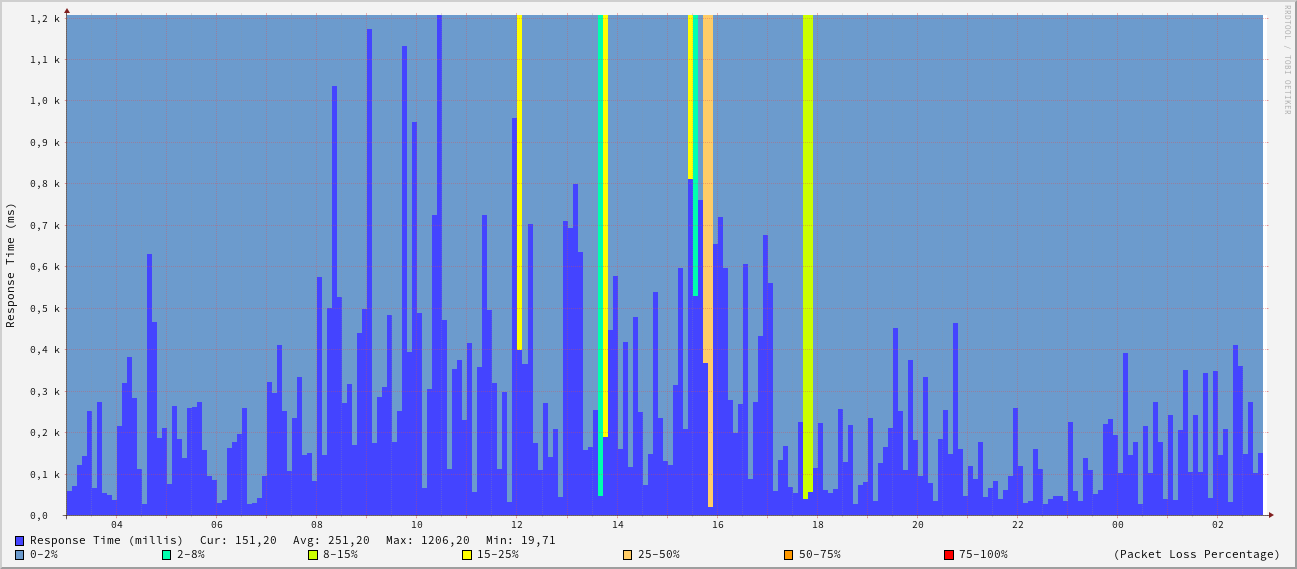 1,2 k
1,1 k
1,0 k
0,9 k
0,8 k
0,7 k
0,6 k
0,5 k
0,4 k
0,3 k
0,2 k
0,1 k
0,0
Response Time (ms)
RRDTOOL / TOBI OETIKER
04 06 08 10 12 14 16 18 20 22 00 02
Response Time (millis) Cur: 151,20 Avg: 251,20 Max: 1206,20 Min: 19,71
0-2% 2-8% 8-15% 15-25% 25-50% 50-75% 75-100% (Packet Loss Percentage)